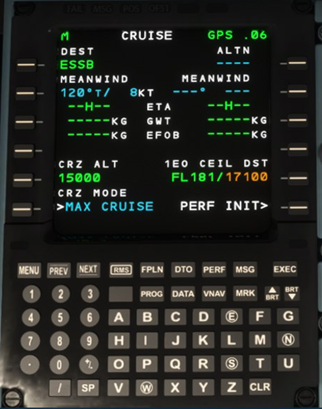 M CRUISE GPS .06
DEST ALTN
ESSB ----
MEANWIND MEANWIND
120°T/ 8KT ---° ---
--H-- ETA --H--
-----KG GWT -----KG
-----KG EFOB -----KG
CRZ ALT 1EO CEIL DST
15000 FL181/17100
CRZ MODE
>MAX CRUISE PERF INIT>
MENU PREV NEXT RMS FPLN DTO PERF MSG EXEC
1 2 3 PROG DATA VNAV MRK BRT BRT
4 5 6 A B C D E F G
7 8 9 H I J K L M N
· 0 +/- O P Q R S T U
/ SP V W X Y Z CLR